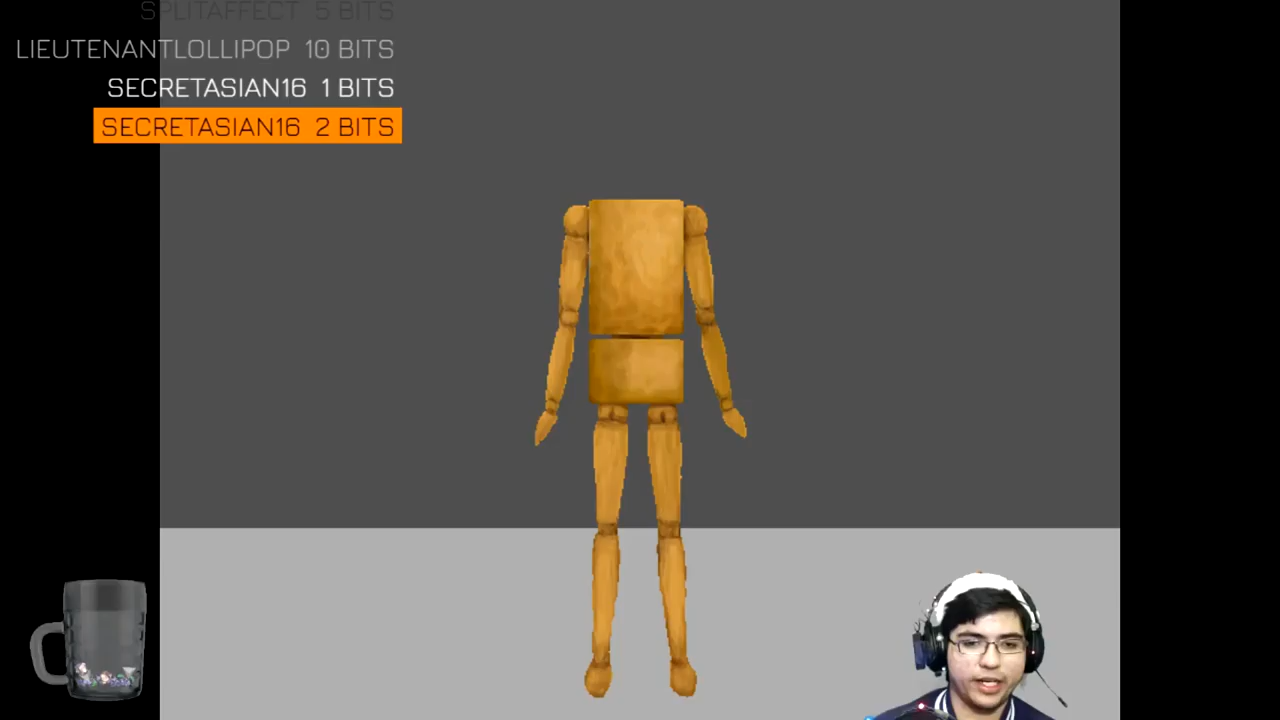 SPLITAFFECT 5 BITS
LIEUTENANTLOLLIPOP 10 BITS
SECRETASIAN16 1 BITS
SECRETASIAN16 2 BITS